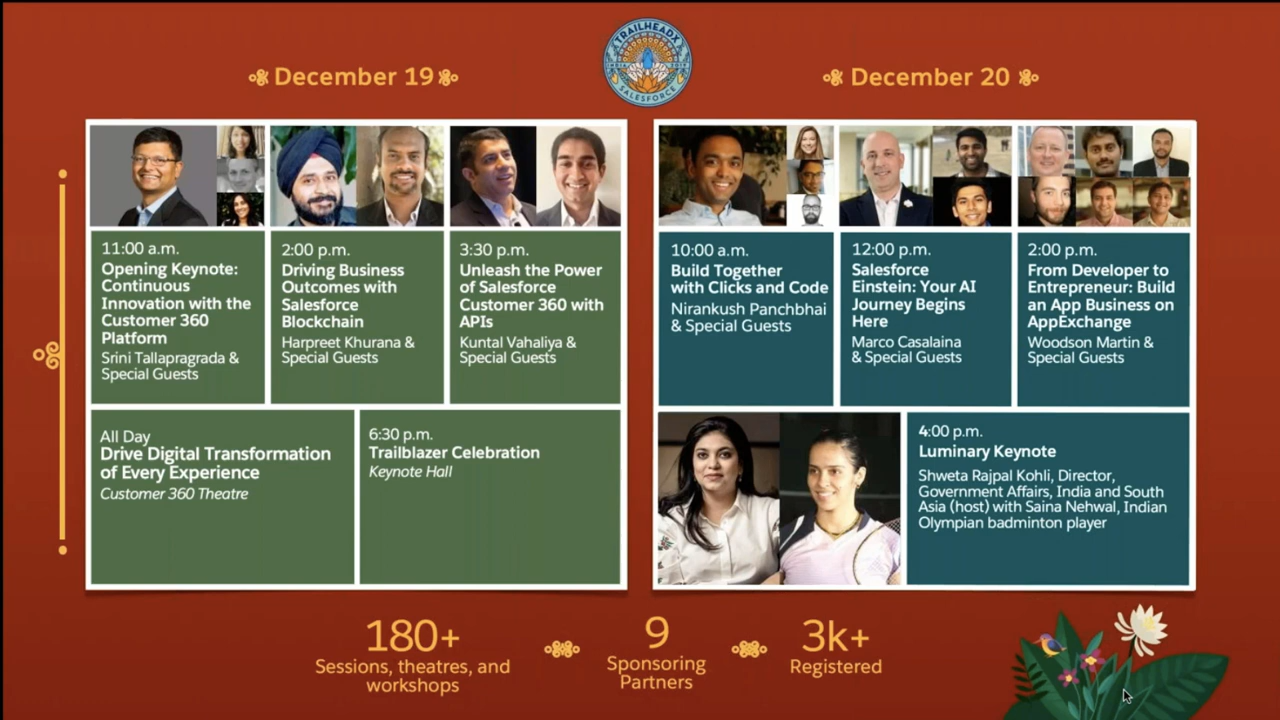 TRAILHEADX
INDIA 2019
SALESFORCE
December 19
December 20
11:00 a.m.
Opening Keynote:
Continuous
Innovation with the
Customer 360
Platform
Srini Tallapragrada &
Special Guests
2:00 p.m.
Driving Business
Outcomes with
Salesforce
Blockchain
Harpreet Khurana &
Special Guests
3:30 p.m.
Unleash the Power
of Salesforce
Customer 360 with
APIs
Kuntal Vahaliya &
Special Guests
All Day
Drive Digital Transformation
of Every Experience
Customer 360 Theatre
6:30 p.m.
Trailblazer Celebration
Keynote Hall
10:00 a.m.
Build Together
with Clicks and Code
Nirankush Panchbhai
& Special Guests
12:00 p.m.
Salesforce
Einstein: Your AI
Journey Begins
Here
Marco Casalaina
& Special Guests
2:00 p.m.
From Developer to
Entrepreneur: Build
an App Business on
AppExchange
Woodson Martin &
Special Guests
4:00 p.m.
Luminary Keynote
Shweta Rajpal Kohli, Director,
Government Affairs, India and South
Asia (host) with Saina Nehwal, Indian
Olympian badminton player
180+
Sessions, theatres, and
workshops
9
Sponsoring
Partners
3k+
Registered